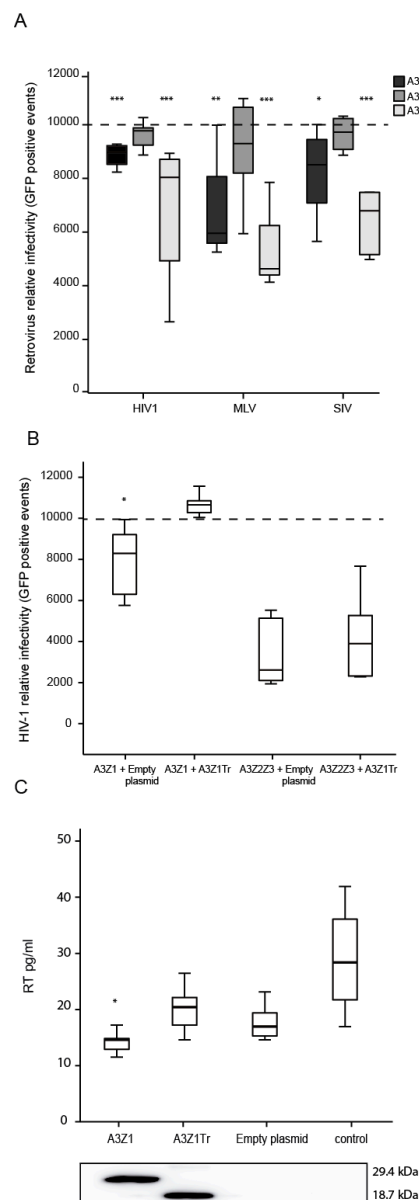 A
Retrovirus relative infectivity (GFP positive events)
12000
10000
8000
6000
4000
2000
0
*** *** ** *** * ***
A3
A3
A3
HIV1 MLV SIV
B
HIV-1 relative infectivity (GFP positive events)
12000
10000
8000
6000
4000
2000
0
*
A3Z1 + Empty plasmid
A3Z1 + A3Z1Tr
A3Z2Z3 + Empty plasmid
A3Z2Z3 + A3Z1Tr
C
RT pg/ml
50
40
30
20
10
0
*
A3Z1 A3Z1Tr Empty plasmid control
29.4 kDa
18.7 kDa